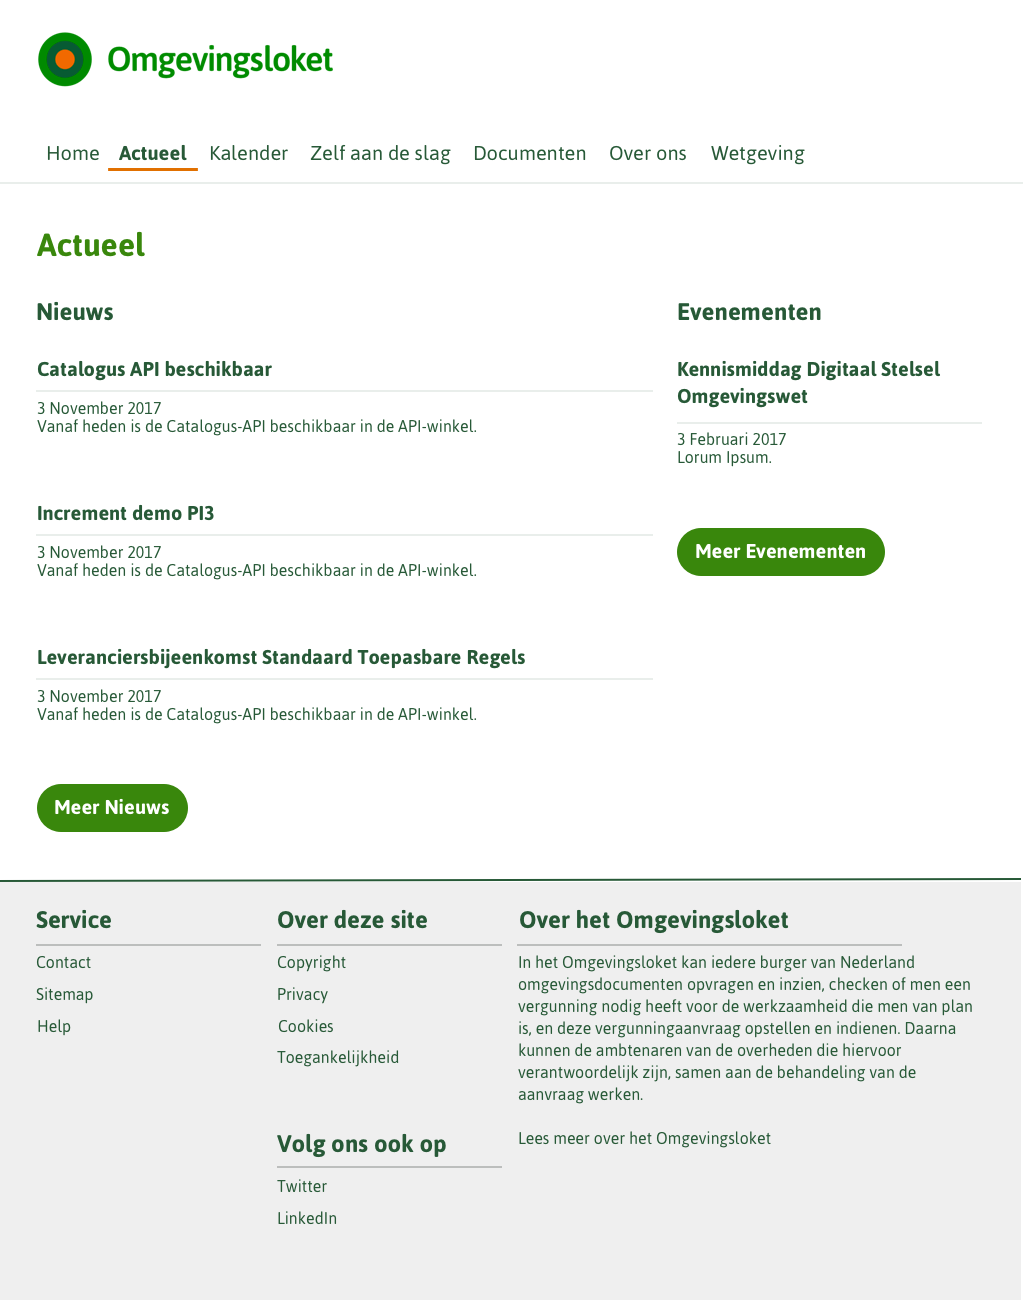 Omgevingsloket
Home Actueel Kalender Zelf aan de slag Documenten Over ons Wetgeving
Actueel
Nieuws
Catalogus API beschikbaar
3 November 2017
Vanaf heden is de Catalogus-API beschikbaar in de API-winkel.
Increment demo PI3
3 November 2017
Vanaf heden is de Catalogus-API beschikbaar in de API-winkel.
Leveranciersbijeenkomst Standaard Toepasbare Regels
3 November 2017
Vanaf heden is de Catalogus-API beschikbaar in de API-winkel.
Meer Nieuws
Evenementen
Kennismiddag Digitaal Stelsel
Omgevingswet
3 Februari 2017
Lorum Ipsum.
Meer Evenementen
Service
Contact
Sitemap
Help
Over deze site
Copyright
Privacy
Cookies
Toegankelijkheid
Volg ons ook op
Twitter
LinkedIn
Over het Omgevingsloket
In het Omgevingsloket kan iedere burger van Nederland
omgevingsdocumenten opvragen en inzien, checken of men een
vergunning nodig heeft voor de werkzaamheid die men van plan
is, en deze vergunningaanvraag opstellen en indienen. Daarna
kunnen de ambtenaren van de overheden die hiervoor
verantwoordelijk zijn, samen aan de behandeling van de
aanvraag werken.
Lees meer over het Omgevingsloket